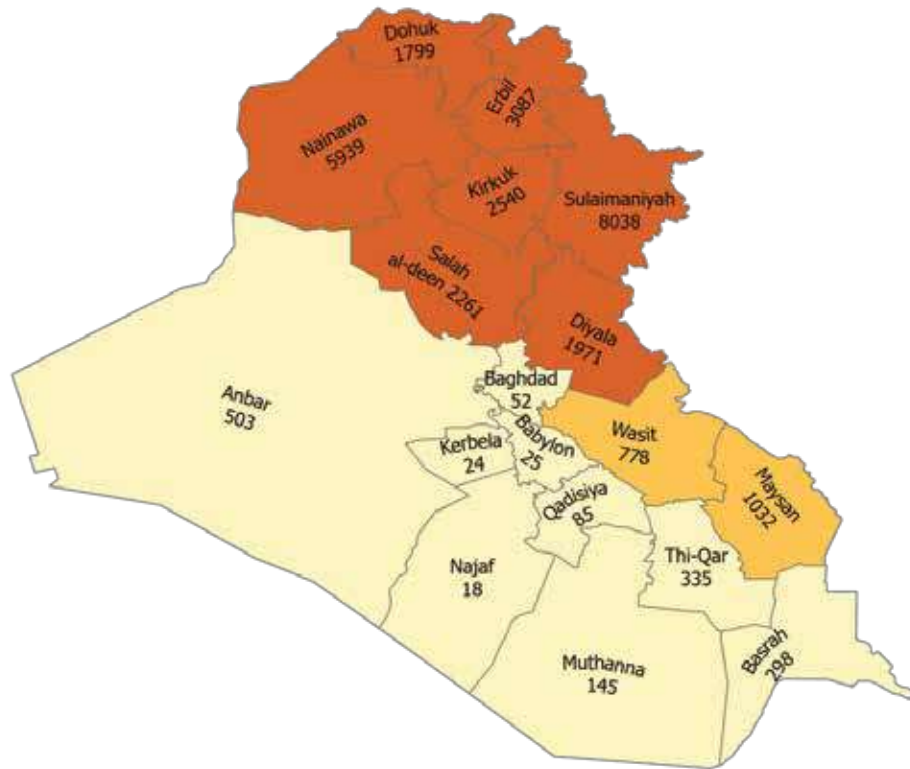 Dohuk
1799
Erbil
3087
Nainawa
5939
Kirkuk
2540
Sulaimaniyah
8038
Salah
al-deen 2261
Diyala
1971
Baghdad
52
Anbar
503
Wasit
778
Babylon
25
Kerbela
24
Maysan
1032
Qadisiya
85
Thi-Qar
335
Najaf
18
Basrah
298
Muthanna
145